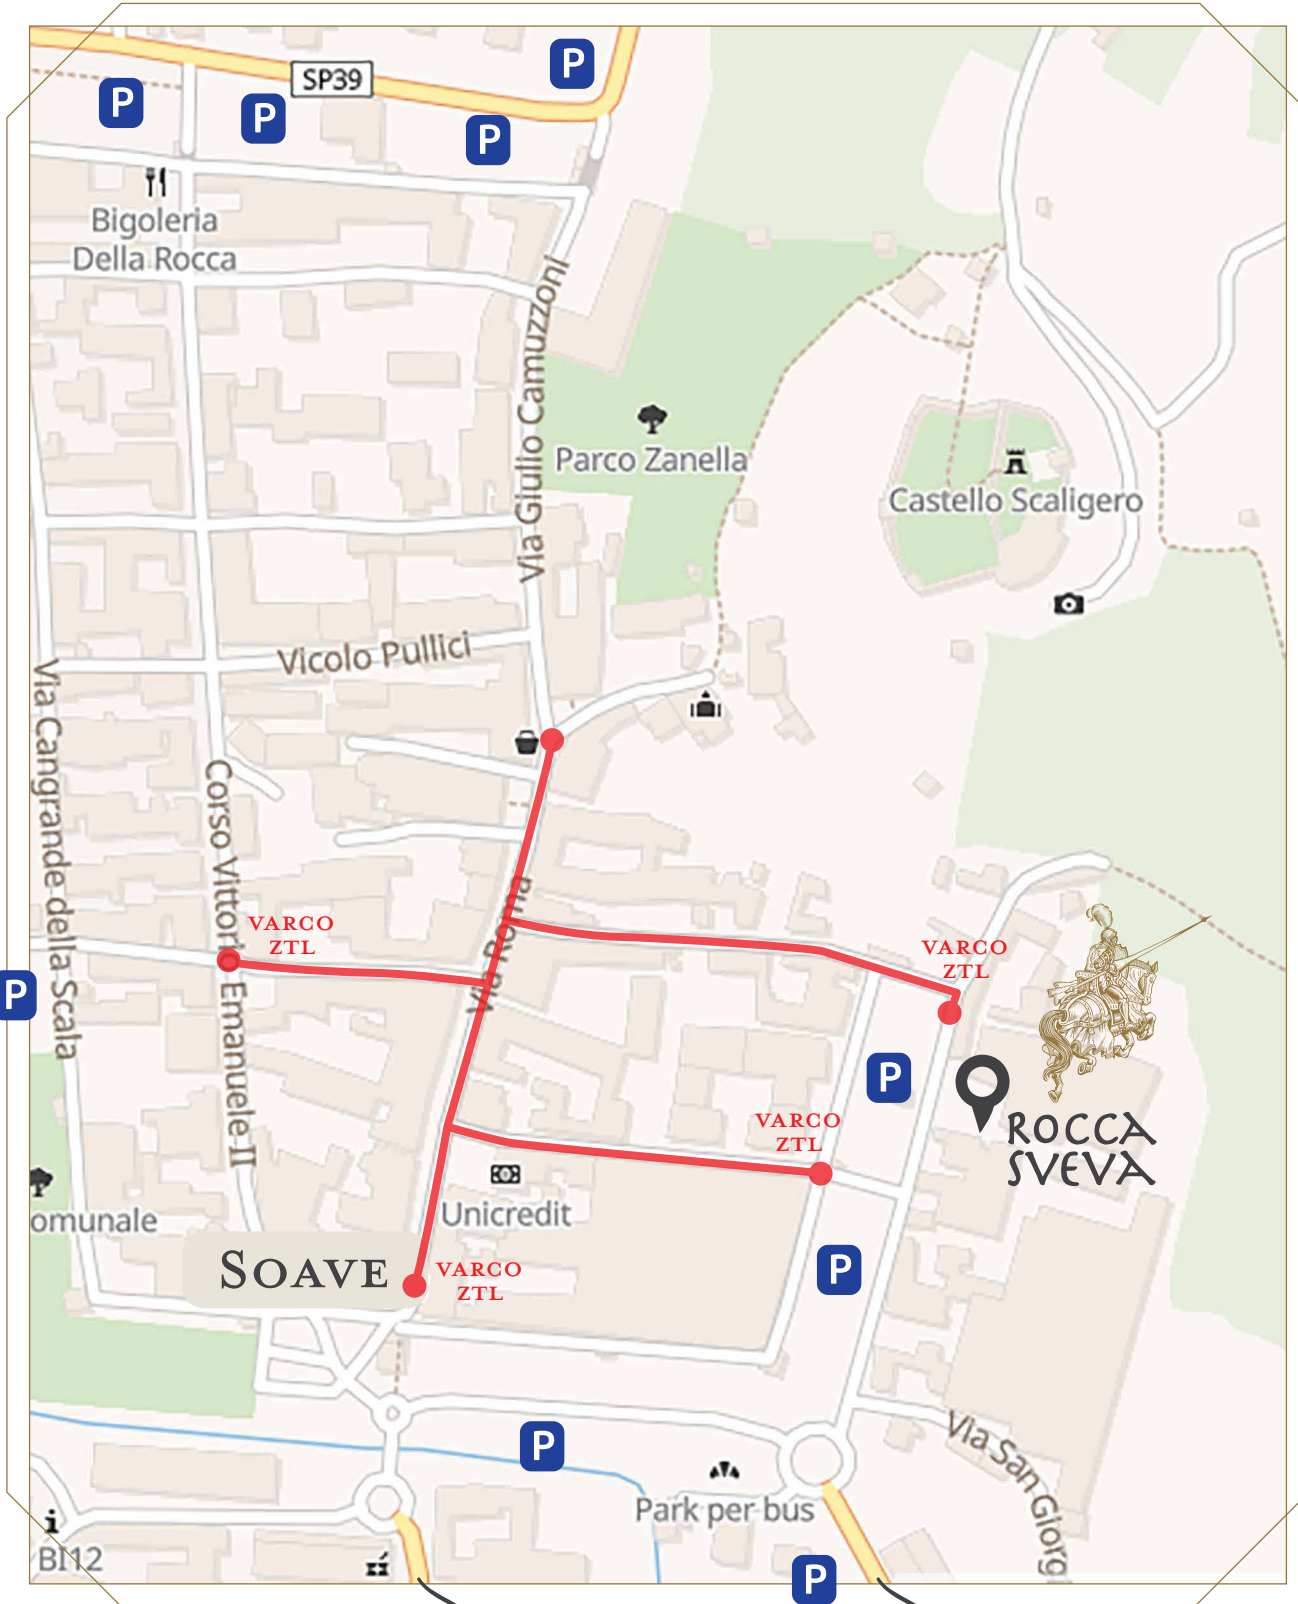 P
SP39
P
P
P
Bigoleria
Della Rocca
Via Giulio Camuzzoni
Parco Zanella
Castello Scaligero
Vicolo Pullici
Via Cangrande della Scala
Corso Vittorio Emanuele II
Via Roma
VARCO
ZTL
VARCO
ZTL
P
P
VARCO
ZTL
ROCCA
SVEVA
omunale
Unicredit
SOAVE
VARCO
ZTL
P
P
Via San Giorgi
Park per bus
i
BI12
P